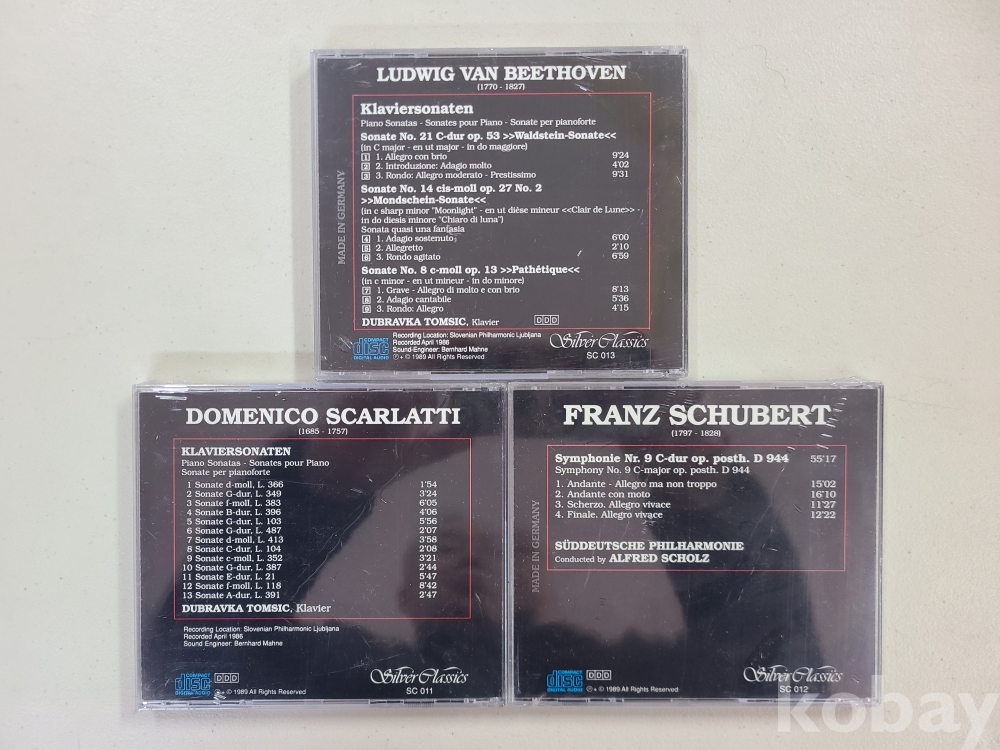 LUDWIG VAN BEETHOVEN
(1770 - 1827)
Klaviersonaten
Piano Sonatas - Sonates pour Piano - Sonate per pianoforte
Sonate No. 21 C-dur op. 53 >>Waldstein-Sonate<<
(in C major - en ut major - in do maggiore)
1 1. Allegro con brio 9'24
2 2. Introduzione: Adagio molto 4'02
3 3. Rondo: Allegro moderato - Prestissimo 9'31
Sonate No. 14 cis-moll op. 27 No. 2
>>Mondschein-Sonate<<
(in c sharp minor "Moonlight" - en ut dièse mineur <<Clair de Lune>> -
in do diesis minore "Chiaro di luna")
Sonata quasi una fantasia
4 1. Adagio sostenuto 6'00
5 2. Allegretto 2'10
6 3. Rondo agitato 6'59
Sonate No. 8 c-moll op. 13 >>Pathétique<<
(in c minor - en ut mineur - in do minore)
7 1. Grave - Allegro di molto e con brio 8'13
8 2. Adagio cantabile 5'36
9 3. Rondo: Allegro 4'15
DUBRAVKA TOMSIC, Klavier
DDD
MADE IN GERMANY
COMPACT disc DIGITAL AUDIO
Recording Location: Slovenian Philharmonic Ljubljana
Recorded April 1986
Sound-Engineer: Bernhard Mahne
℗ + © 1989 All Rights Reserved
Silver Classics
SC 013
DOMENICO SCARLATTI
(1685 - 1757)
KLAVIERSONATEN
Piano Sonatas - Sonates pour Piano
Sonate per pianoforte
1 Sonate d-moll, L. 366 1'54
2 Sonate G-dur, L. 349 3'24
3 Sonate f-moll, L. 383 6'05
4 Sonate B-dur, L. 396 4'06
5 Sonate G-dur, L. 103 5'56
6 Sonate G-dur, L. 487 2'07
7 Sonate d-moll, L. 413 3'58
8 Sonate C-dur, L. 104 2'08
9 Sonate c-moll, L. 352 3'21
10 Sonate G-dur, L. 387 2'44
11 Sonate E-dur, L. 21 5'47
12 Sonate f-moll, L. 118 8'42
13 Sonate A-dur, L. 391 2'47
DUBRAVKA TOMSIC, Klavier
Recording Location: Slovenian Philharmonic Ljubljana
Recorded April 1986
Sound Engineer: Bernhard Mahne
COMPACT disc DIGITAL AUDIO
DDD
℗ + © 1989 All Rights Reserved
Silver Classics
SC 011
FRANZ SCHUBERT
(1797 - 1828)
Symphonie Nr. 9 C-dur op. posth. D 944 55'17
Symphony No. 9 C-major op. posth. D 944
1. Andante - Allegro ma non troppo 15'02
2. Andante con moto 16'10
3. Scherzo. Allegro vivace 11'27
4. Finale. Allegro vivace 12'22
SÜDDEUTSCHE PHILHARMONIE
Conducted by ALFRED SCHOLZ
MADE IN GERMANY
COMPACT disc DIGITAL AUDIO
DDD
℗ + © 1989 All Rights Reserved
Silver Classics
SC 012
kobay